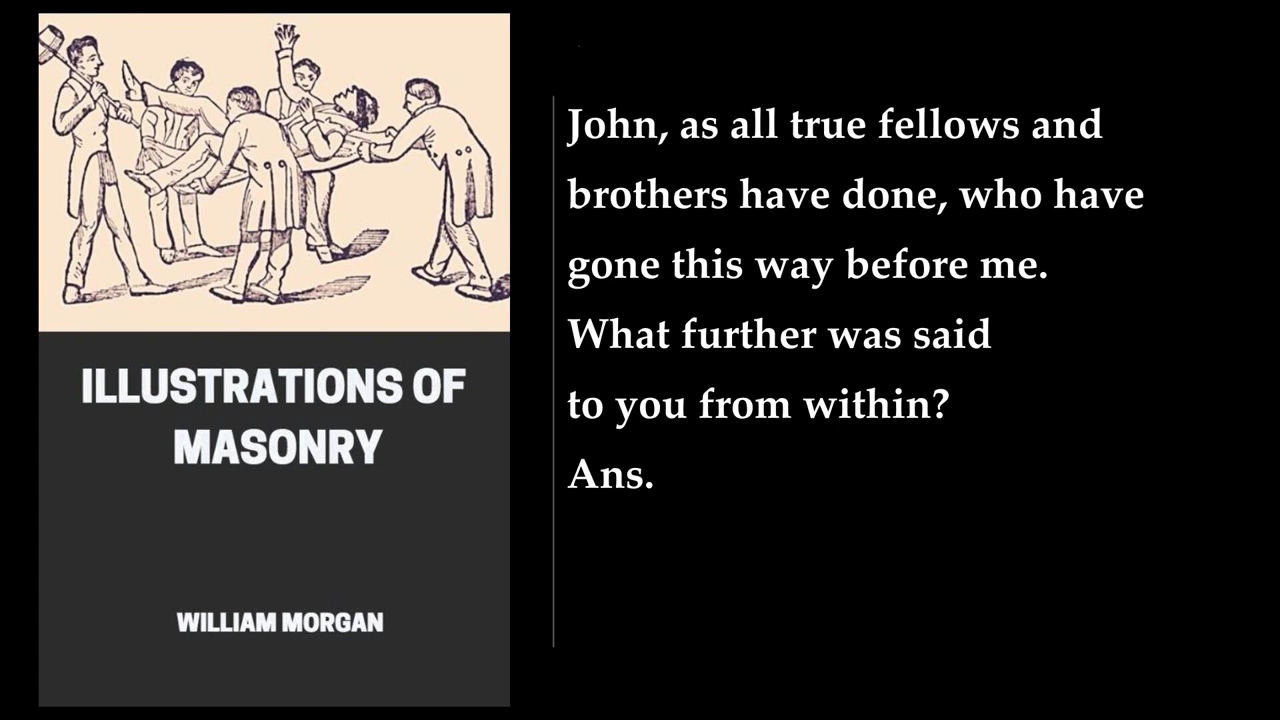 ILLUSTRATIONS OF
MASONRY
WILLIAM MORGAN
John, as all true fellows and
brothers have done, who have
gone this way before me.
What further was said
to you from within?
Ans.